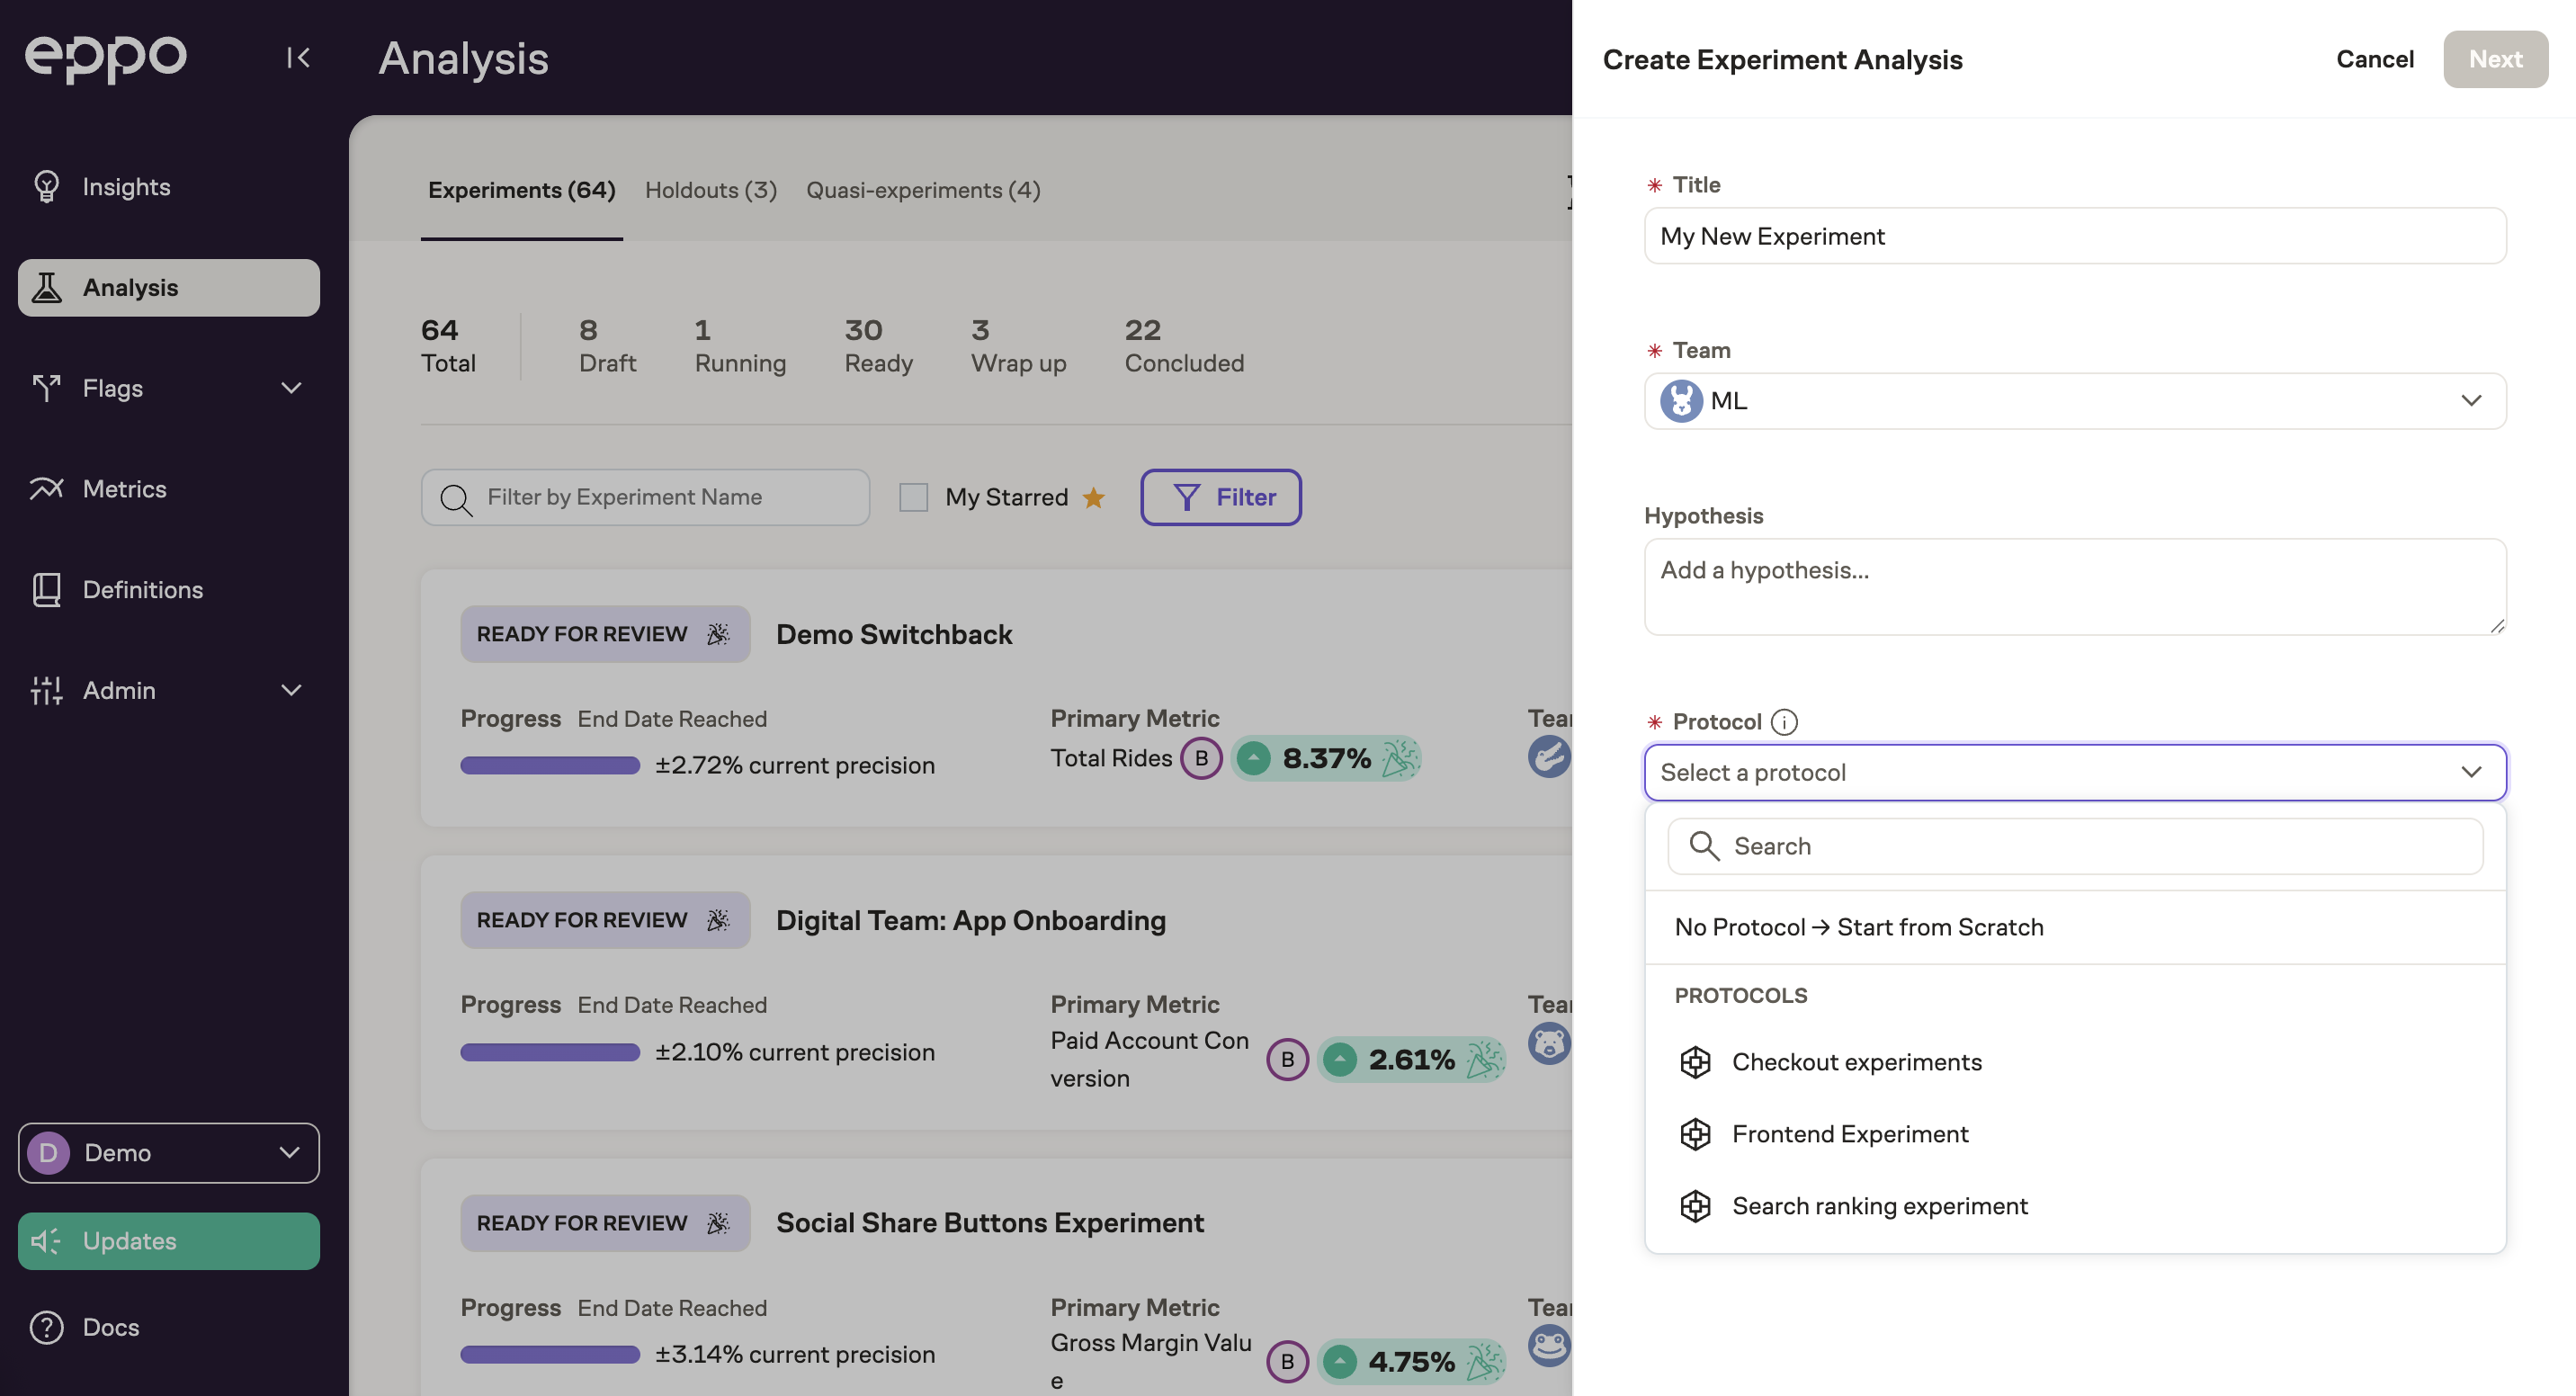 eppo
Insights
Analysis
Flags
Metrics
Definitions
Admin
D Demo
Updates
Docs
Analysis
Experiments (64) Holdouts (3) Quasi-experiments (4)
64 8 1 30 3 22
Total Draft Running Ready Wrap up Concluded
Filter by Experiment Name My Starred Filter
READY FOR REVIEW Demo Switchback
Progress End Date Reached Primary Metric
±2.72% current precision Total Rides B 8.37%
READY FOR REVIEW Digital Team: App Onboarding
Progress End Date Reached Primary Metric
Paid Account Con
version
±2.10% current precision B 2.61%
READY FOR REVIEW Social Share Buttons Experiment
Progress End Date Reached Primary Metric
Gross Margin Valu
e
±3.14% current precision B 4.75%
Create Experiment Analysis Cancel Next
* Title
My New Experiment
* Team
ML
Hypothesis
Add a hypothesis...
* Protocol i
Select a protocol
Search
No Protocol → Start from Scratch
PROTOCOLS
Checkout experiments
Frontend Experiment
Search ranking experiment